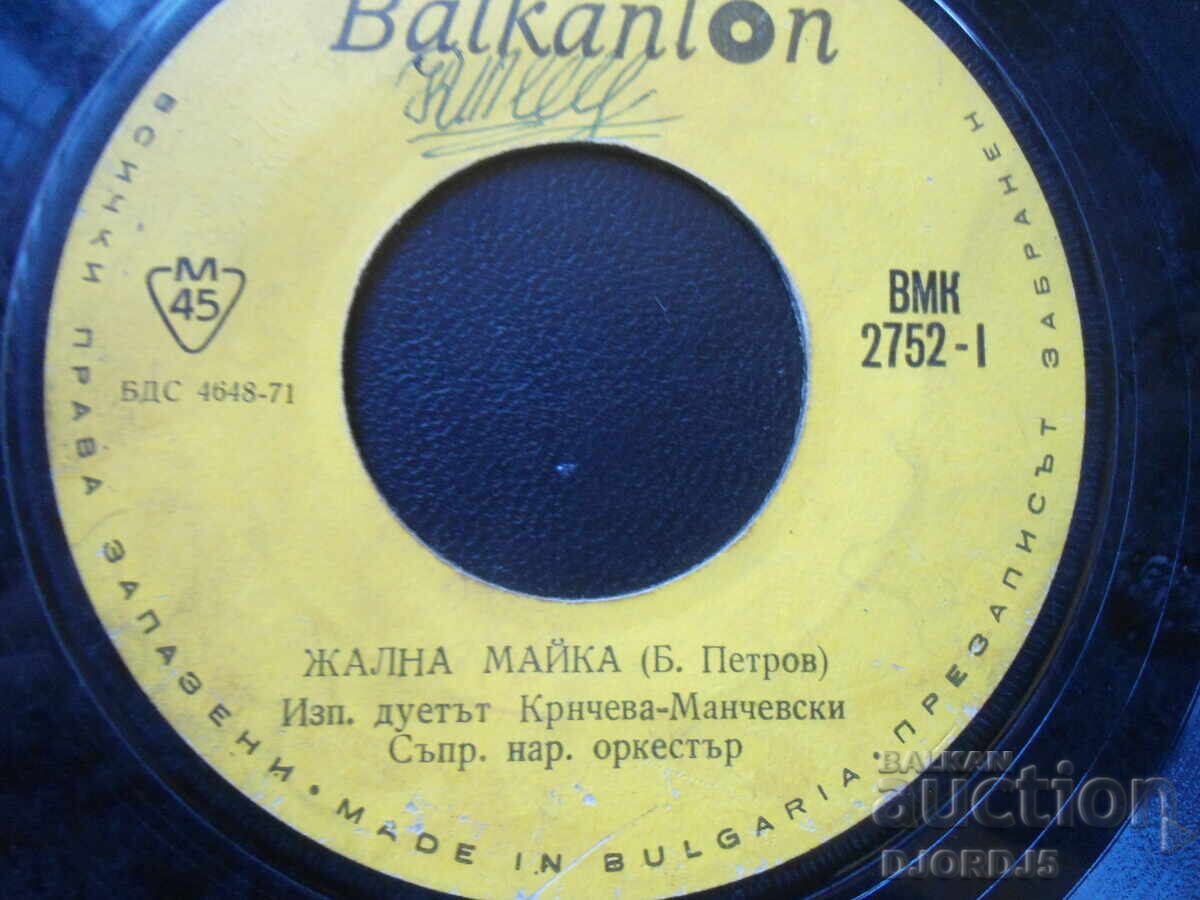 Balkanton
M
45
БДС 4648-71
ВМК
2752-I
ЖАЛНА МАЙКА (Б. Петров)
Изп. дуетът Крнчева-Манчевски
Съпр. нар. оркестър
ВСИЧКИ ПРАВА ЗАПАЗЕНИ • MADE IN BULGARIA • ПРЕЗАПИСЪТ ЗАБРАНЕН
BALKAN
auction
DJORDJ5